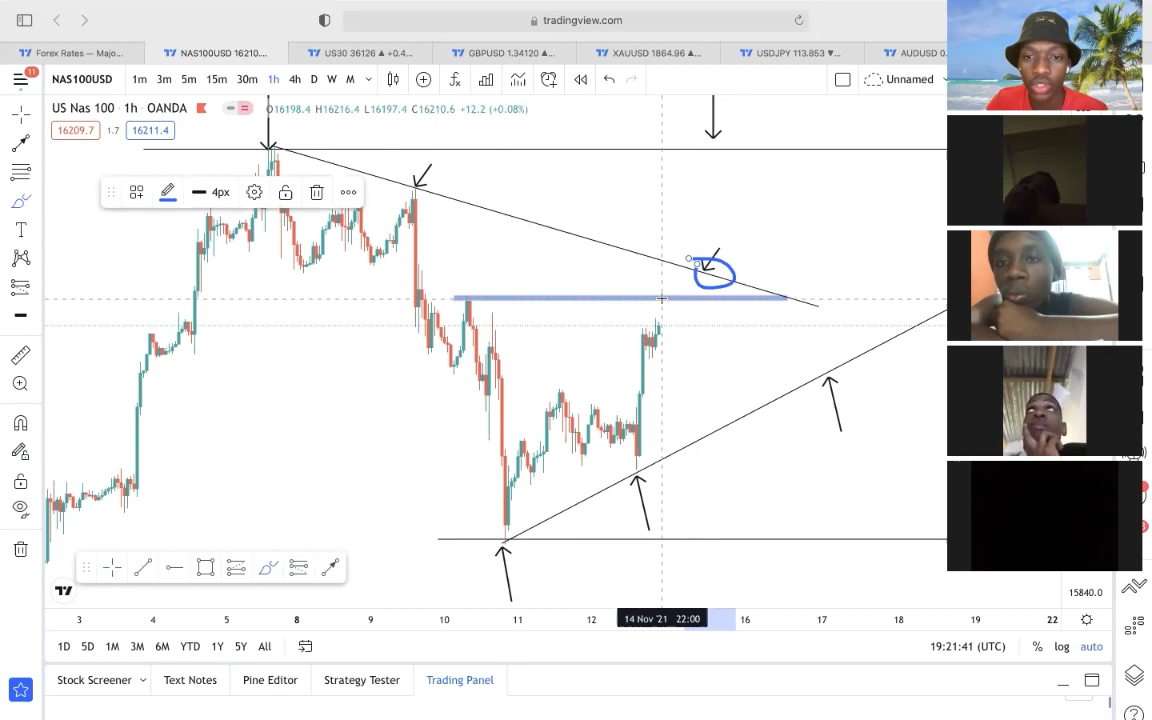 tradingview.com
Forex Rates — Majo...
NAS100USD 16210....
US30 36126 ▲ +0.4...
GBPUSD 1.34120 ▲...
XAUUSD 1864.96 ▲...
USDJPY 113.853 ▼...
AUDUSD 0.
11
NAS100USD
1m 3m 5m 15m 30m 1h 4h D W M
Unnamed
US Nas 100 · 1h · OANDA
O16198.4 H16216.4 L16197.4 C16210.6 +12.2 (+0.08%)
16209.7 1.7 16211.4
4px
T
15840.0
3 4 5 8 9 10 11 12 14 Nov '21 22:00 16 17 18 19 22
1D 5D 1M 3M 6M YTD 1Y 5Y All
19:21:41 (UTC) % log auto
Stock Screener Text Notes Pine Editor Strategy Tester Trading Panel